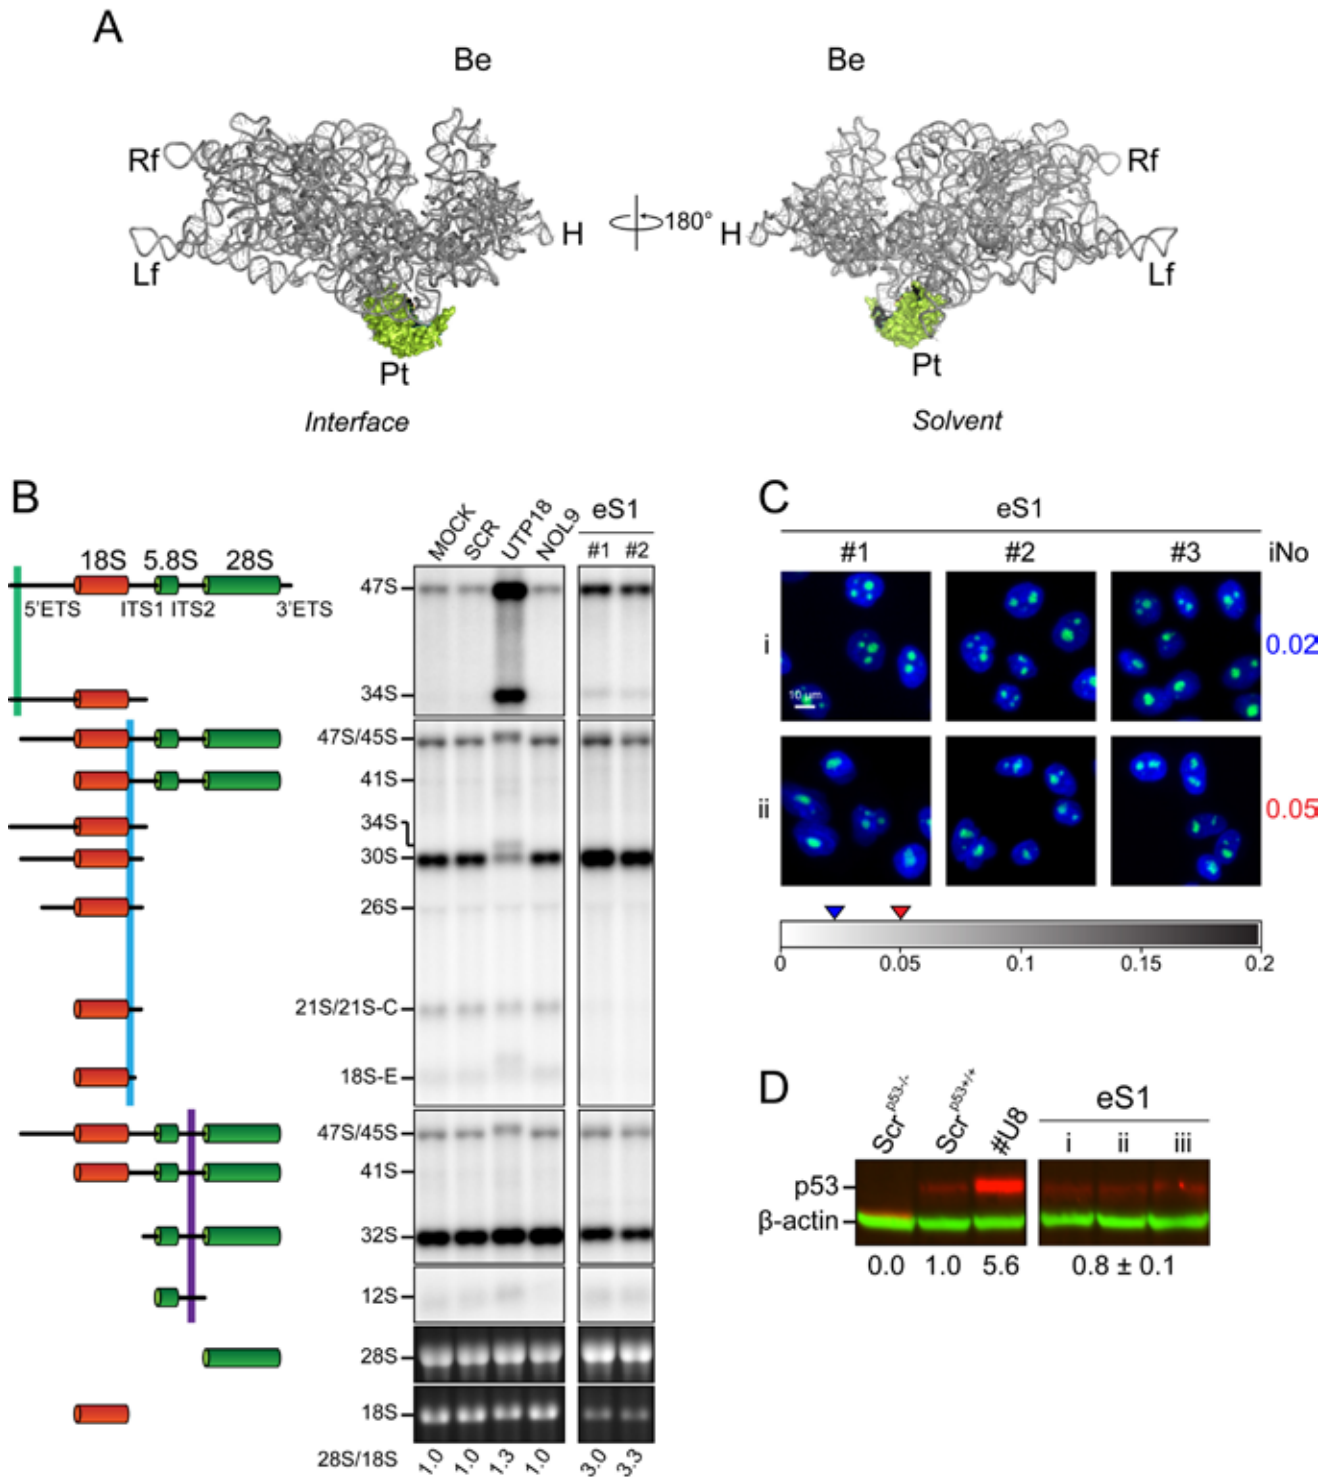 A
Be Be
Rf Rf
H 180° H
Lf Lf
Pt Pt
Interface Solvent
B
MOCK SCR UTP18 NOL9 eS1
#1 #2
18S 5.8S 28S
5'ETS ITS1 ITS2 3'ETS
47S
34S
47S/45S
41S
34S
30S
26S
21S/21S-C
18S-E
47S/45S
41S
32S
12S
28S
18S
28S/18S 1.0 1.0 1.3 1.0 3.0 3.3
C
eS1
#1 #2 #3 iNo
i 0.02
10 µm
ii 0.05
0 0.05 0.1 0.15 0.2
D
Scr p53-/- Scr p53+/+ #U8 eS1
i ii iii
p53
β-actin
0.0 1.0 5.6 0.8 ± 0.1